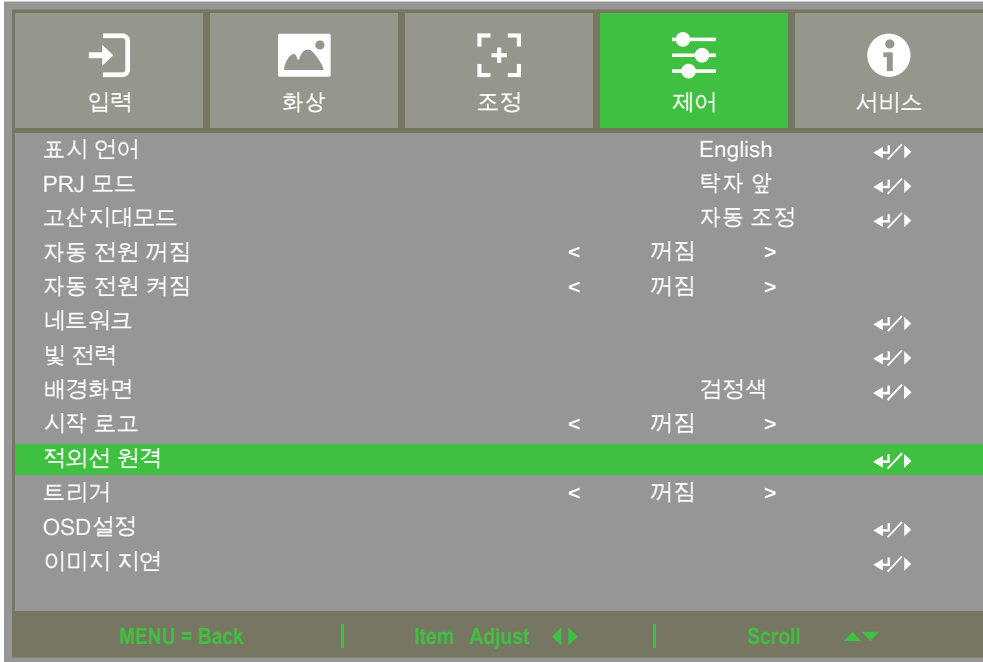 입력 화상 조정 제어 서비스
표시 언어 English
PRJ 모드 탁자 앞
고산지대모드 자동 조정
자동 전원 꺼짐 < 꺼짐 >
자동 전원 켜짐 < 꺼짐 >
네트워크
빛 전력
배경화면 검정색
시작 로고 < 꺼짐 >
적외선 원격
트리거 < 꺼짐 >
OSD설정
이미지 지연
MENU = Back | Item Adjust | Scroll